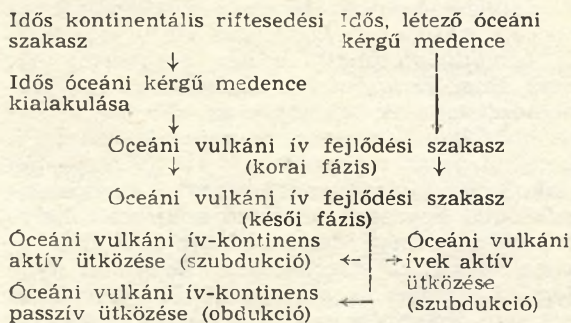 Idős kontinentális riftesedési szakasz
Idős, létező óceáni kérgű medence
↓
Idős óceáni kérgű medence kialakulása
↓
Óceáni vulkáni ív fejlődési szakasz
↓ (korai fázis) ↓
Óceáni vulkáni ív fejlődési szakasz
(késői fázis)
Óceáni vulkáni ív-kontinens
aktív ütközése (szubdukció) ←
→ Óceáni vulkáni
ívek aktív
ütközése
(szubdukció)
Óceáni vulkáni ív-kontinens
passzív ütközése (obdukció) ←